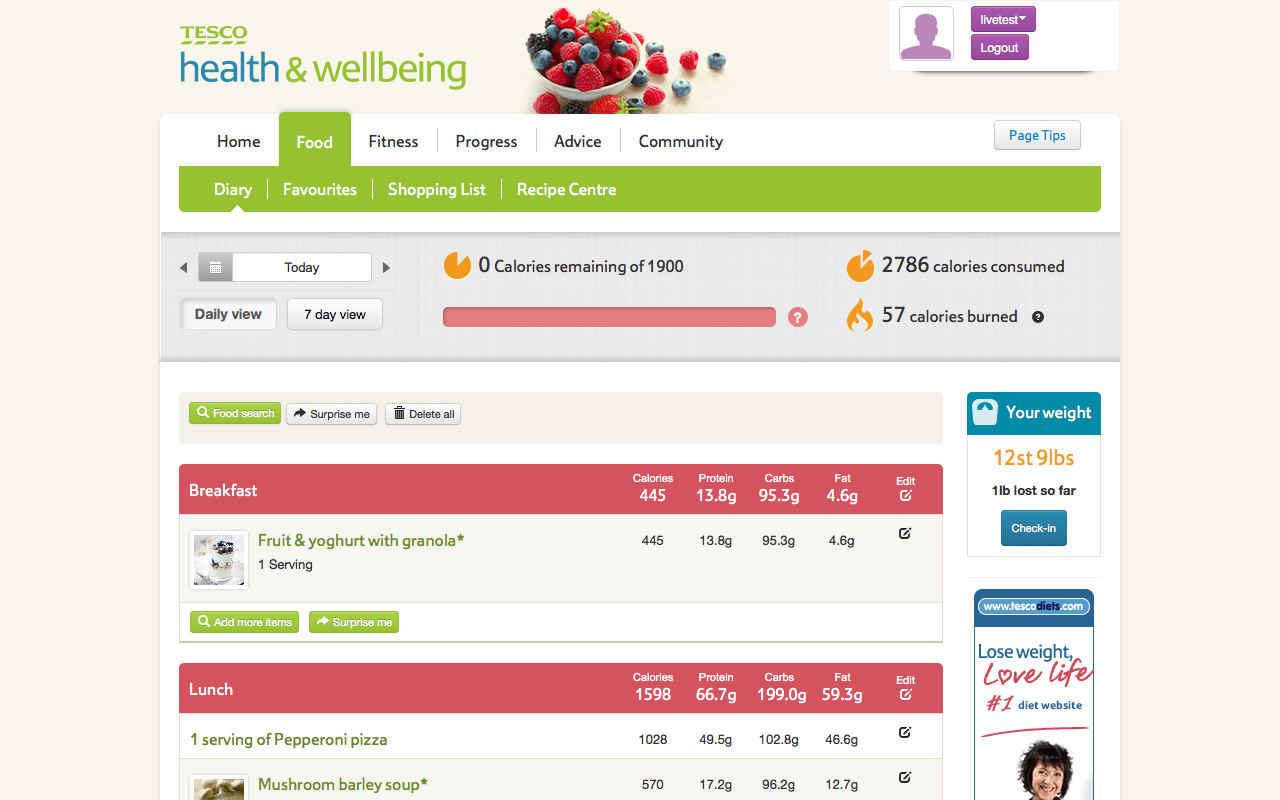 TESCO
health & wellbeing
livetest
Logout
Home
Food
Fitness
Progress
Advice
Community
Page Tips
Diary
Favourites
Shopping List
Recipe Centre
Today
0 Calories remaining of 1900
2786 calories consumed
Daily view
7 day view
?
57 calories burned
?
Food search
Surprise me
Delete all
Your weight
12st 9lbs
1lb lost so far
Check-in
Breakfast
Calories Protein Carbs Fat Edit
445 13.8g 95.3g 4.6g
Fruit & yoghurt with granola*
445 13.8g 95.3g 4.6g
1 Serving
Add more items
Surprise me
Lunch
Calories Protein Carbs Fat Edit
1598 66.7g 199.0g 59.3g
1 serving of Pepperoni pizza
1028 49.5g 102.8g 46.6g
Mushroom barley soup*
570 17.2g 96.2g 12.7g
www.tescodiets.com
Lose weight,
Love life
#1 diet website